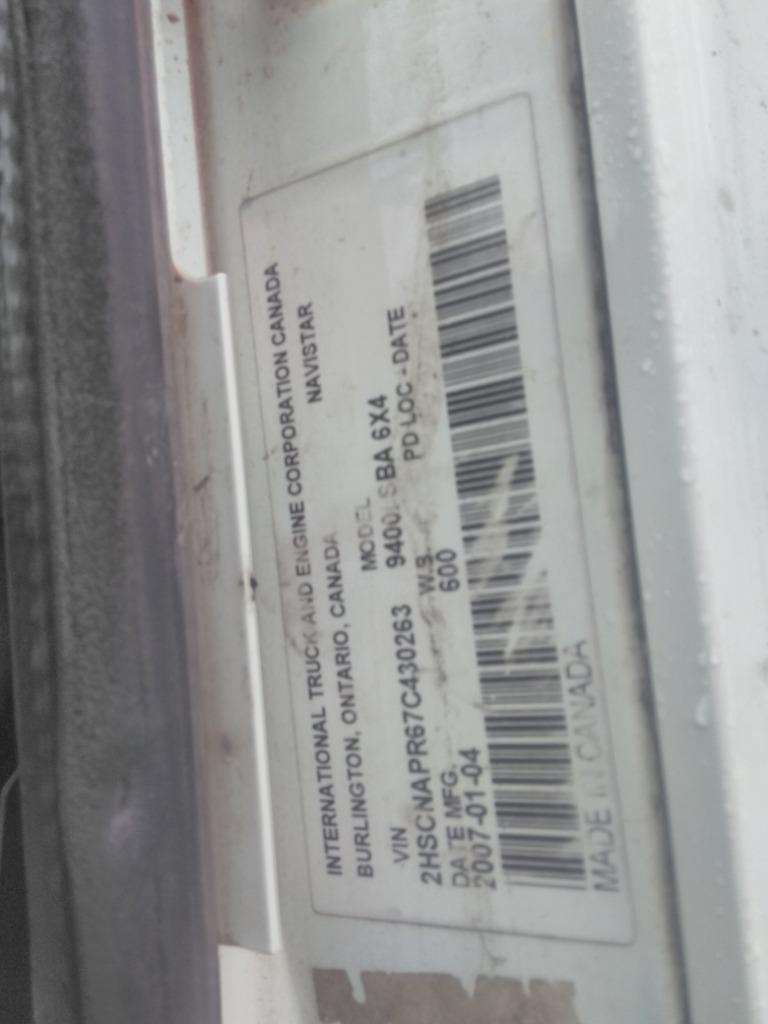 INTERNATIONAL TRUCK AND ENGINE CORPORATION CANADA
BURLINGTON, ONTARIO, CANADA NAVISTAR
VIN MODEL
2HSCNAPR67C430263 9400i SBA 6X4
DATE MFG. W.S. PD LOC - DATE
2007-01-04 600
MADE IN CANADA